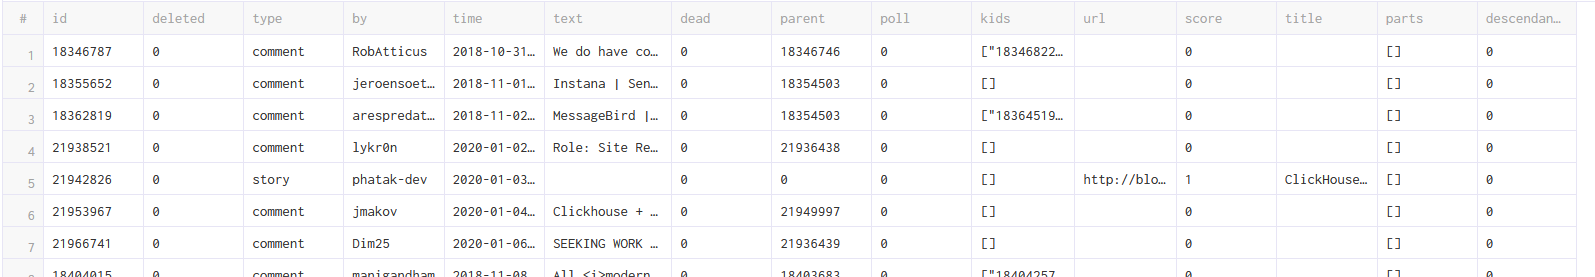 # id deleted type by time text dead parent poll kids url score title parts descendan…
1 18346787 0 comment RobAtticus 2018-10-31… We do have co… 0 18346746 0 ["18346822… 0 [] 0
2 18355652 0 comment jeroensoet… 2018-11-01… Instana | Sen… 0 18354503 0 [] 0 [] 0
3 18362819 0 comment arespredat… 2018-11-02… MessageBird |… 0 18354503 0 ["18364519… 0 [] 0
4 21938521 0 comment lykr0n 2020-01-02… Role: Site Re… 0 21936438 0 [] 0 [] 0
5 21942826 0 story phatak-dev 2020-01-03… 0 0 0 [] http://blo… 1 ClickHouse… [] 0
6 21953967 0 comment jmakov 2020-01-04… Clickhouse + … 0 21949997 0 [] 0 [] 0
7 21966741 0 comment Dim25 2020-01-06… SEEKING WORK … 0 21936439 0 [] 0 [] 0
18404015 0 comment manigandham 2018-11-08 All <i>modern 0 18403683 0 ["18404257 0 [] 0